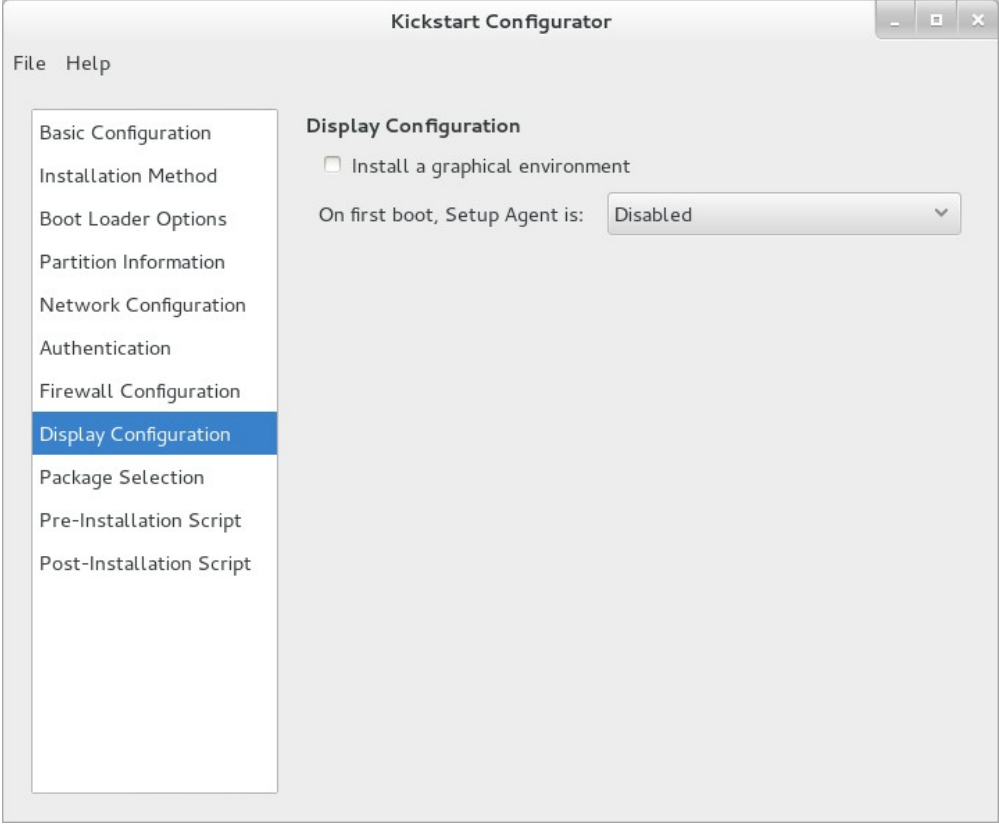 Kickstart Configurator
File Help
Basic Configuration
Installation Method
Boot Loader Options
Partition Information
Network Configuration
Authentication
Firewall Configuration
Display Configuration
Package Selection
Pre-Installation Script
Post-Installation Script
Display Configuration
Install a graphical environment
On first boot, Setup Agent is: Disabled